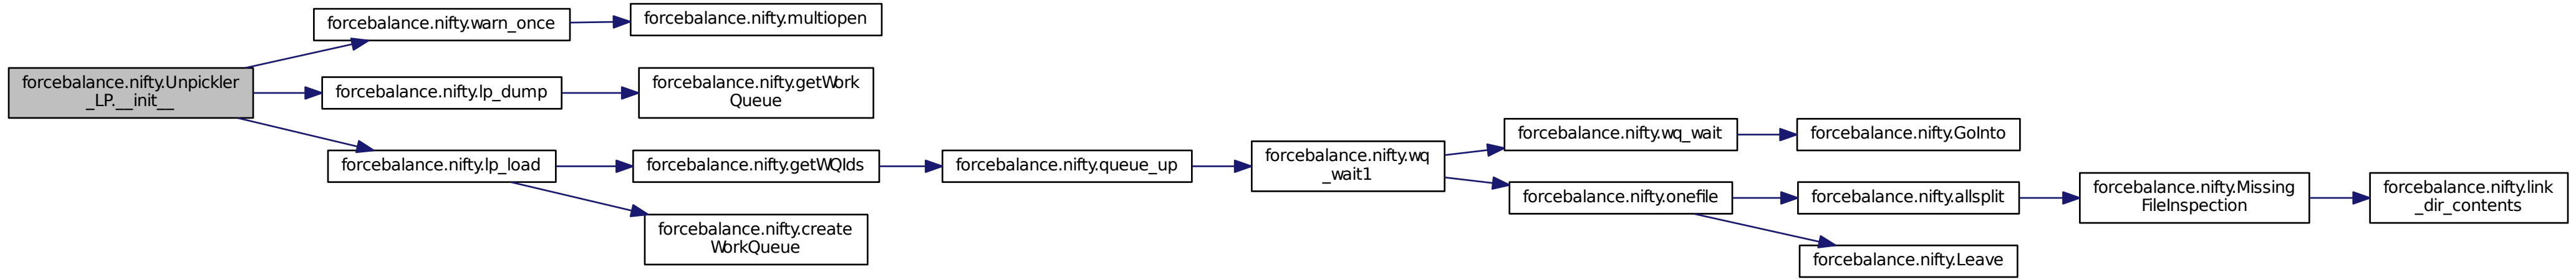 forcebalance.nifty.Unpickler
_LP.__init__
forcebalance.nifty.warn_once
forcebalance.nifty.multiopen
forcebalance.nifty.lp_dump
forcebalance.nifty.getWork
Queue
forcebalance.nifty.lp_load
forcebalance.nifty.getWQIds
forcebalance.nifty.create
WorkQueue
forcebalance.nifty.queue_up
forcebalance.nifty.wq
_wait1
forcebalance.nifty.wq_wait
forcebalance.nifty.GoInto
forcebalance.nifty.onefile
forcebalance.nifty.allsplit
forcebalance.nifty.Leave
forcebalance.nifty.Missing
FileInspection
forcebalance.nifty.link
_dir_contents